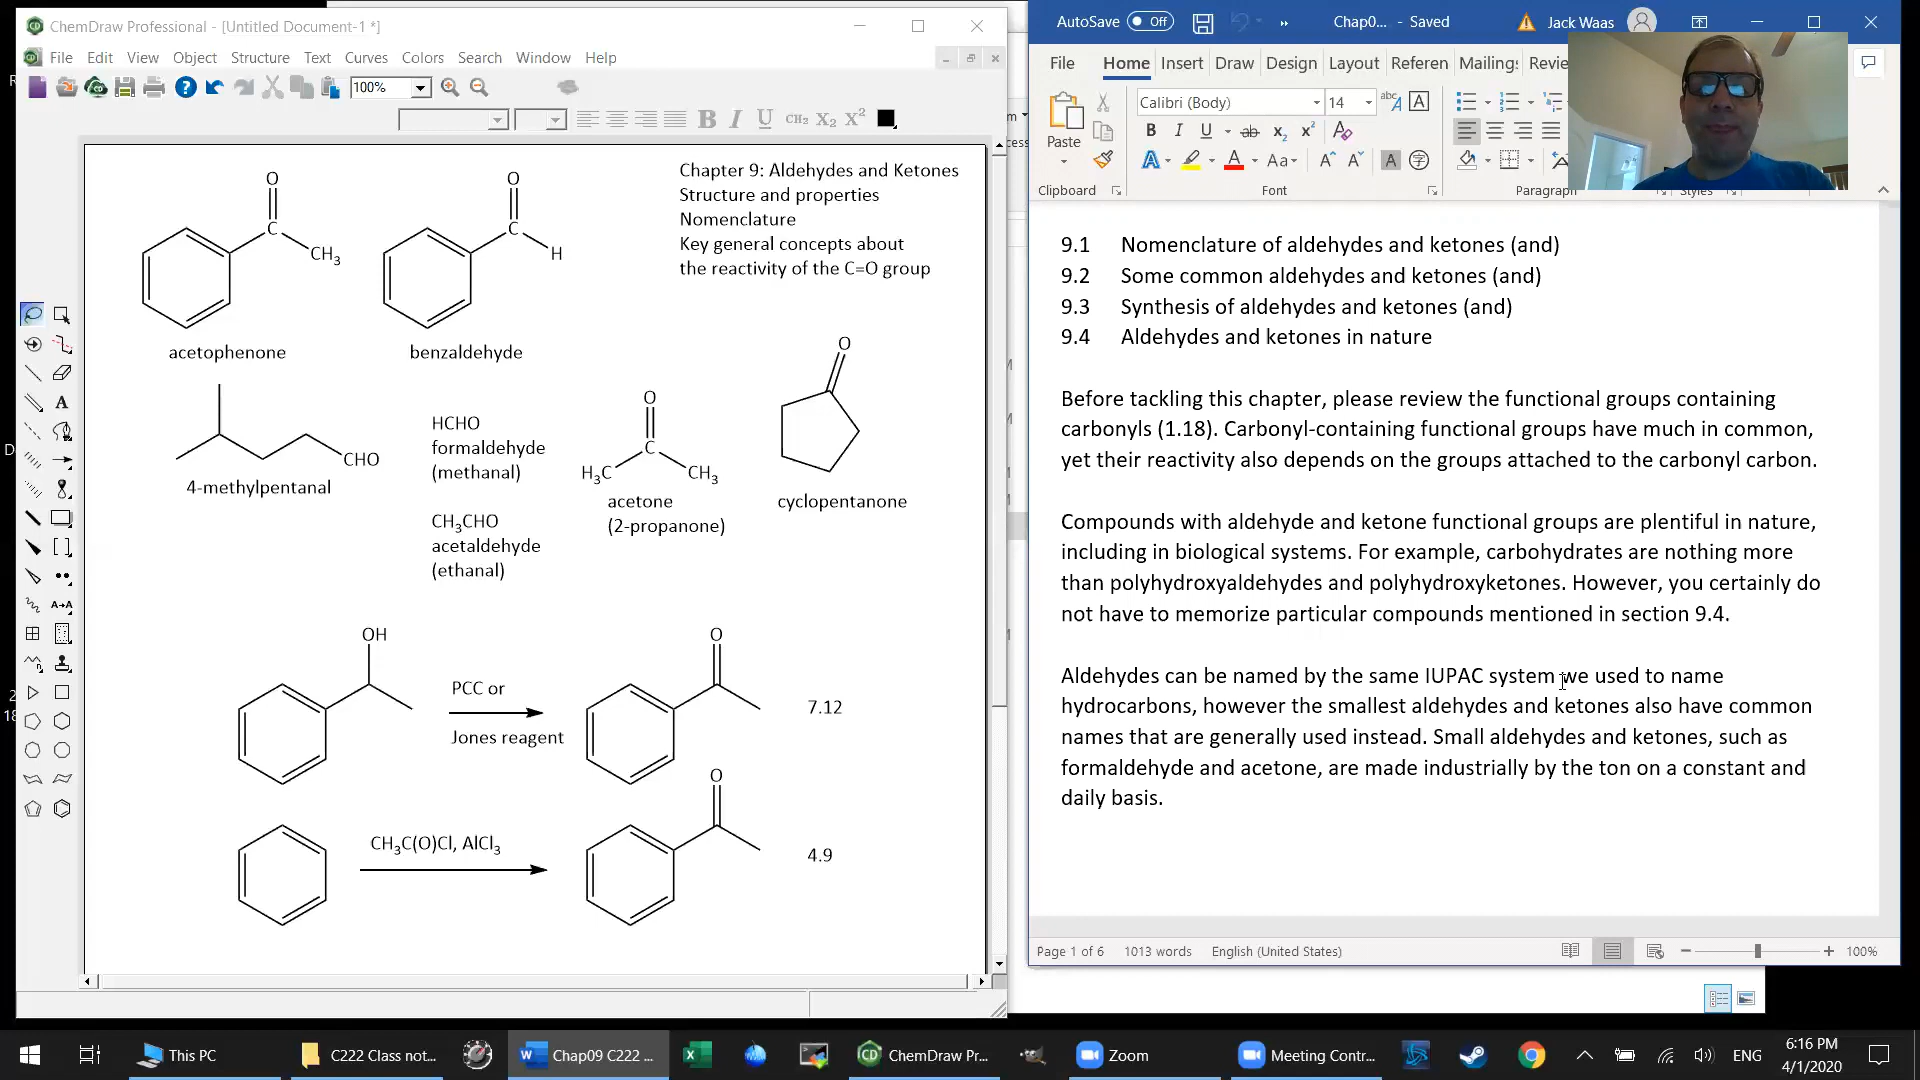 ChemDraw Professional - [Untitled Document-1 *]
File Edit View Object Structure Text Curves Colors Search Window Help
100%
B I U CH₂ X₂ X²
Chapter 9: Aldehydes and Ketones
Structure and properties
Nomenclature
Key general concepts about
the reactivity of the C=O group
O
C
CH₃
acetophenone
O
C
H
benzaldehyde
CHO
4-methylpentanal
HCHO
formaldehyde
(methanal)
CH₃CHO
acetaldehyde
(ethanal)
O
C
H₃C CH₃
acetone
(2-propanone)
O
cyclopentanone
OH
PCC or
Jones reagent
O
7.12
CH₃C(O)Cl, AlCl₃
O
4.9
AutoSave Off Chap0... - Saved Jack Waas
File Home Insert Draw Design Layout Referen Mailing
Calibri (Body) 14
Paste
B I U ab x₂ x²
A A Aa A A A
Clipboard Font Paragraph Styles
9.1 Nomenclature of aldehydes and ketones (and)
9.2 Some common aldehydes and ketones (and)
9.3 Synthesis of aldehydes and ketones (and)
9.4 Aldehydes and ketones in nature
Before tackling this chapter, please review the functional groups containing
carbonyls (1.18). Carbonyl-containing functional groups have much in common,
yet their reactivity also depends on the groups attached to the carbonyl carbon.
Compounds with aldehyde and ketone functional groups are plentiful in nature,
including in biological systems. For example, carbohydrates are nothing more
than polyhydroxyaldehydes and polyhydroxyketones. However, you certainly do
not have to memorize particular compounds mentioned in section 9.4.
Aldehydes can be named by the same IUPAC system we used to name
hydrocarbons, however the smallest aldehydes and ketones also have common
names that are generally used instead. Small aldehydes and ketones, such as
formaldehyde and acetone, are made industrially by the ton on a constant and
daily basis.
Page 1 of 6 1013 words English (United States) 100%
This PC C222 Class not... Chap09 C222 ... ChemDraw Pr... Zoom Meeting Contr... ENG
6:16 PM
4/1/2020